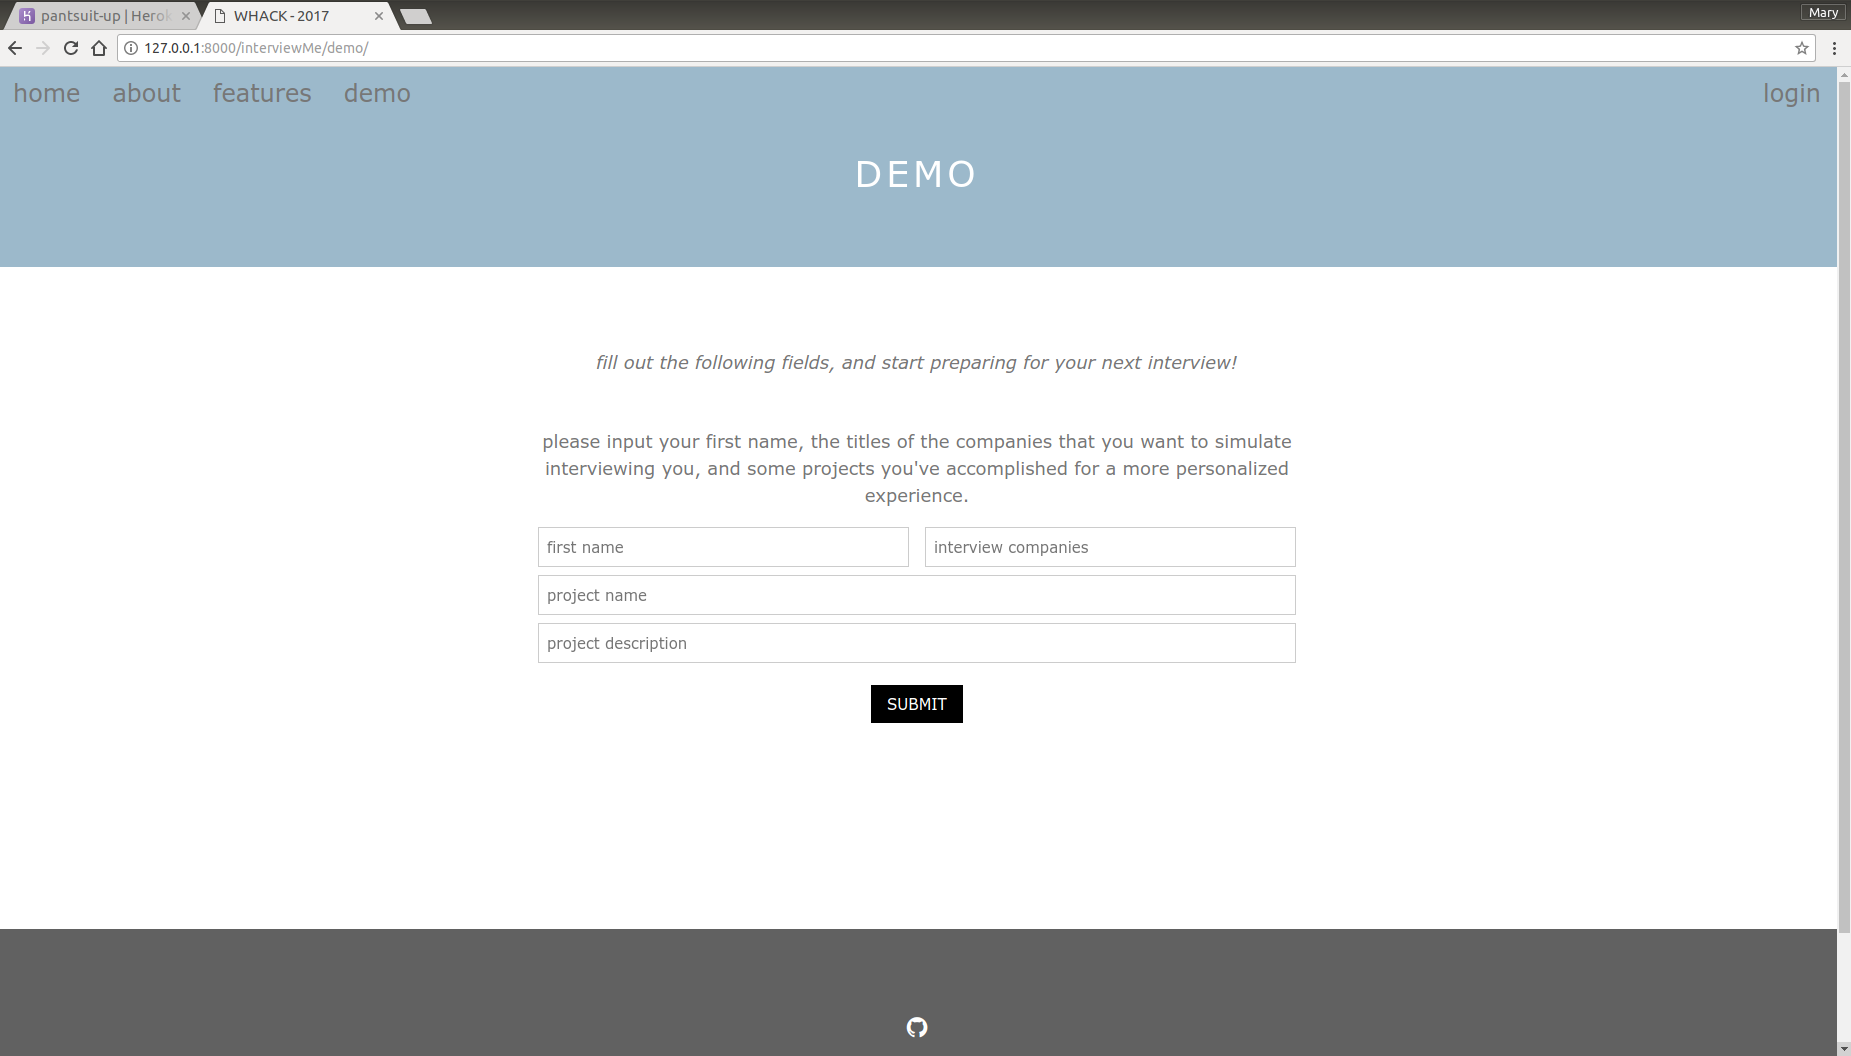 pantsuit-up | Herok
WHACK - 2017
Mary
127.0.0.1:8000/interviewMe/demo/
home about features demo login
DEMO
fill out the following fields, and start preparing for your next interview!
please input your first name, the titles of the companies that you want to simulate
interviewing you, and some projects you've accomplished for a more personalized
experience.
first name interview companies
project name
project description
SUBMIT